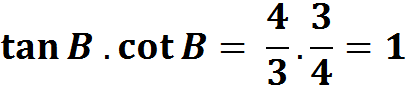 tan B . cot B = 4/3 . 3/4 = 1